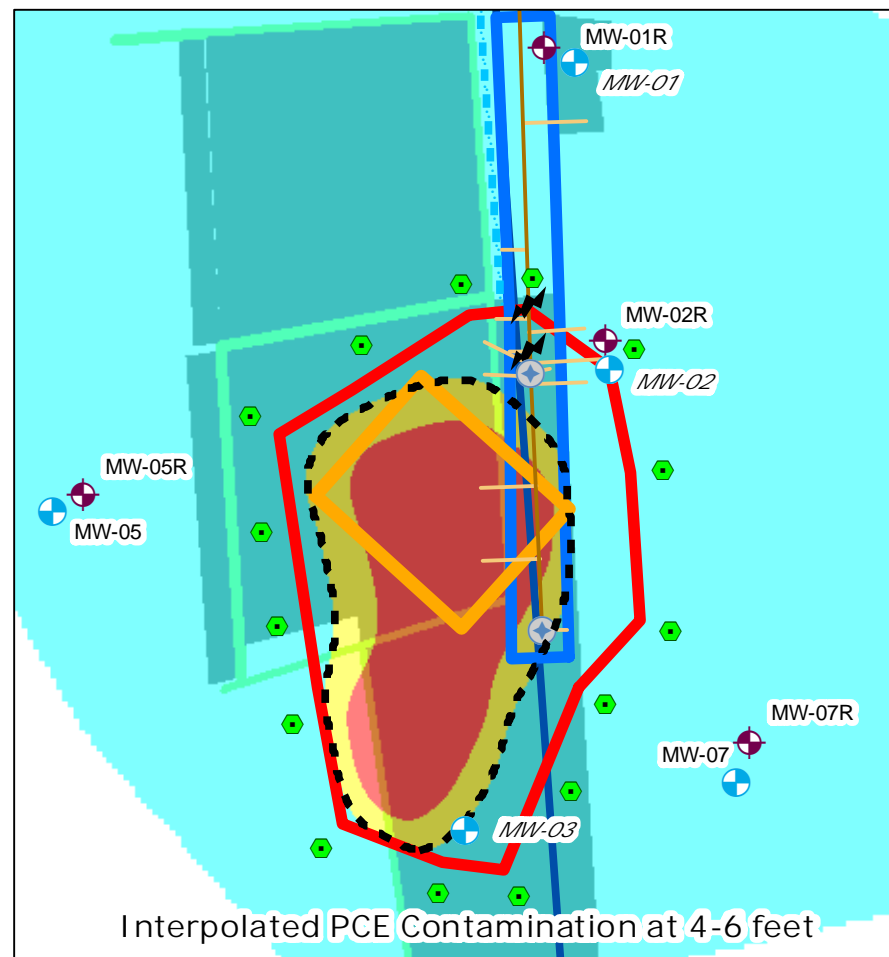 MW-01R
MW-01
MW-02R
MW-02
MW-05R
MW-05
MW-07R
MW-07
MW-03
Interpolated PCE Contamination at 4-6 feet